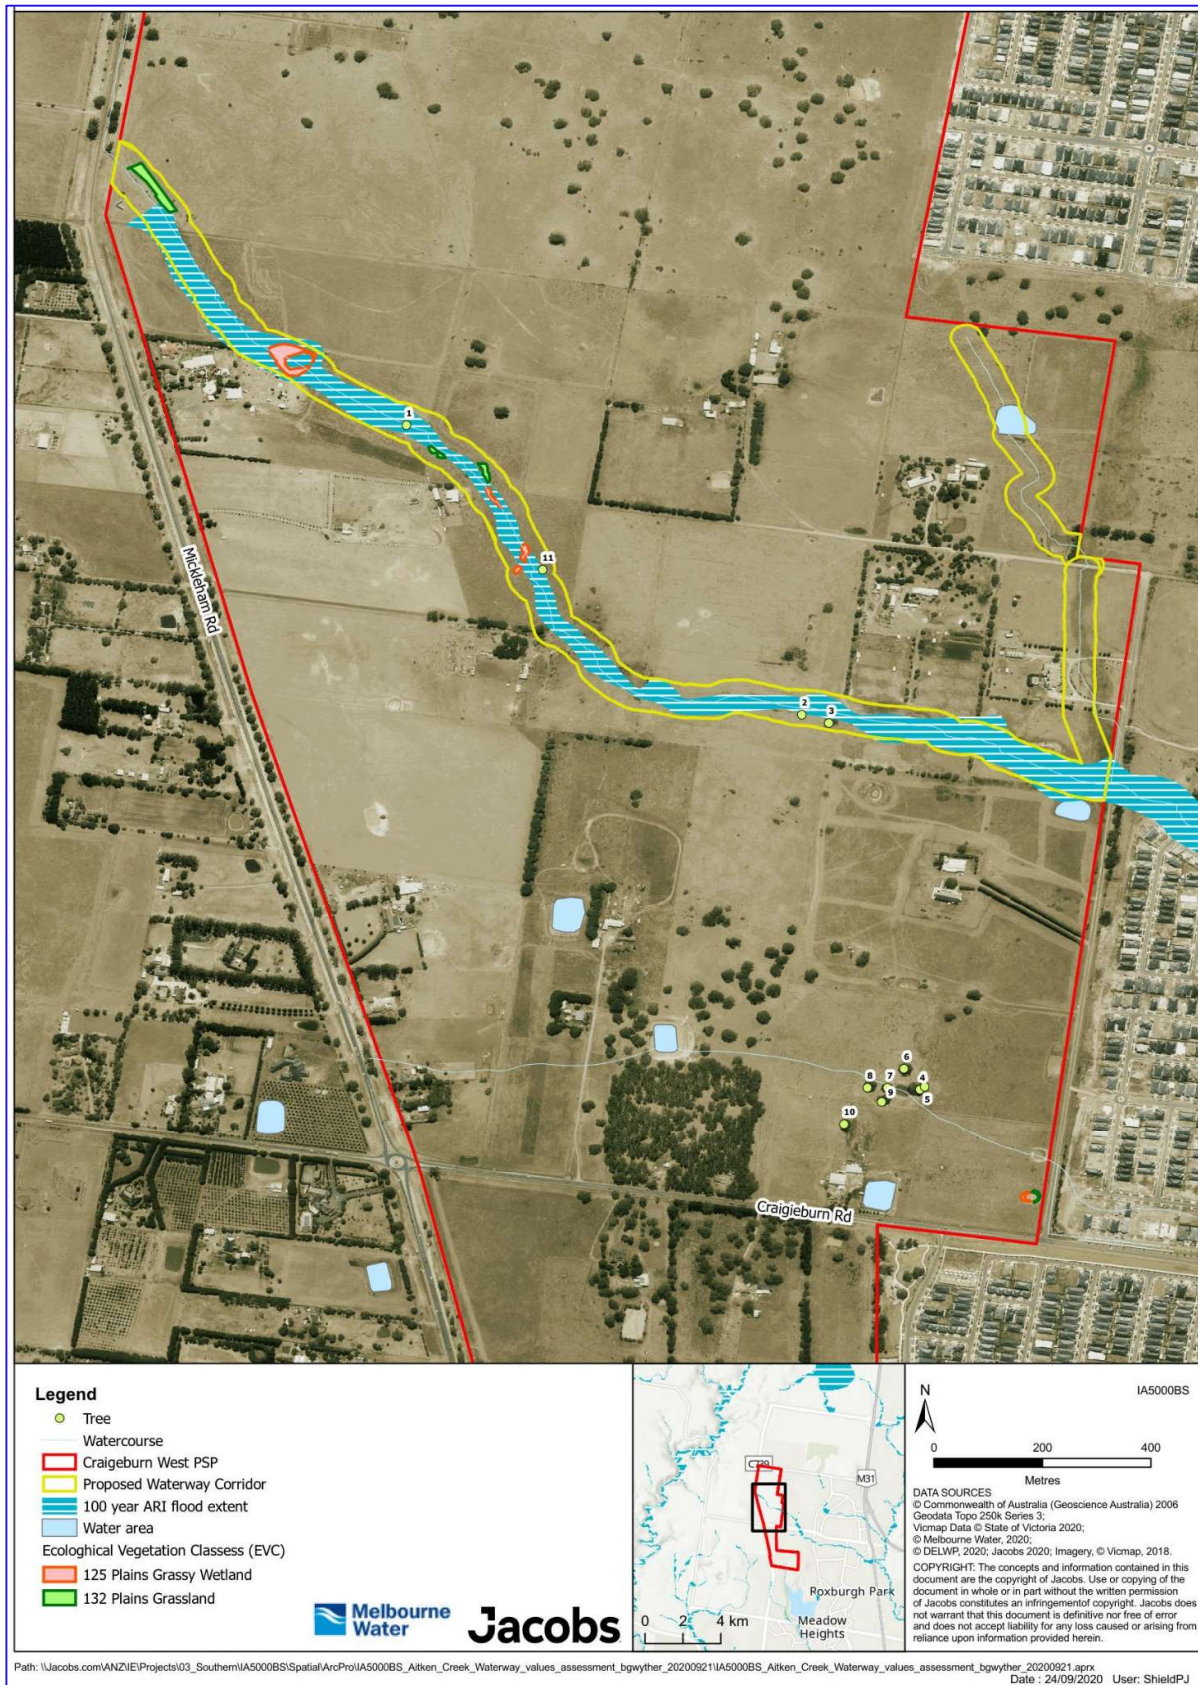 1
11
2
3
Mickleham Rd
6
8
7
4
9
5
10
Craigieburn Rd
Legend
Tree
Watercourse
Craigeburn West PSP
Proposed Waterway Corridor
100 year ARI flood extent
Water area
Ecologhical Vegetation Classess (EVC)
125 Plains Grassy Wetland
132 Plains Grassland
Melbourne
Water
Jacobs
C739
M31
Roxburgh Park
Meadow
Heights
0 2 4 km
N
IA5000BS
0 200 400
Metres
DATA SOURCES
© Commonwealth of Australia (Geoscience Australia) 2006
Geodata Topo 250k Series 3;
Vicmap Data © State of Victoria 2020;
© Melbourne Water, 2020;
© DELWP, 2020; Jacobs 2020; Imagery, © Vicmap, 2018.
COPYRIGHT: The concepts and information contained in this
document are the copyright of Jacobs. Use or copying of the
document in whole or in part without the written permission
of Jacobs constitutes an infringementof copyright. Jacobs does
not warrant that this document is definitive nor free of error
and does not accept liability for any loss caused or arising from
reliance upon information provided herein.
Path: \\Jacobs.com\ANZ\IE\Projects\03_Southern\IA5000BS\Spatial\ArcPro\IA5000BS_Aitken_Creek_Waterway_values_assessment_bgwyther_20200921\IA5000BS_Aitken_Creek_Waterway_values_assessment_bgwyther_20200921.aprx
Date : 24/09/2020 User: ShieldPJ